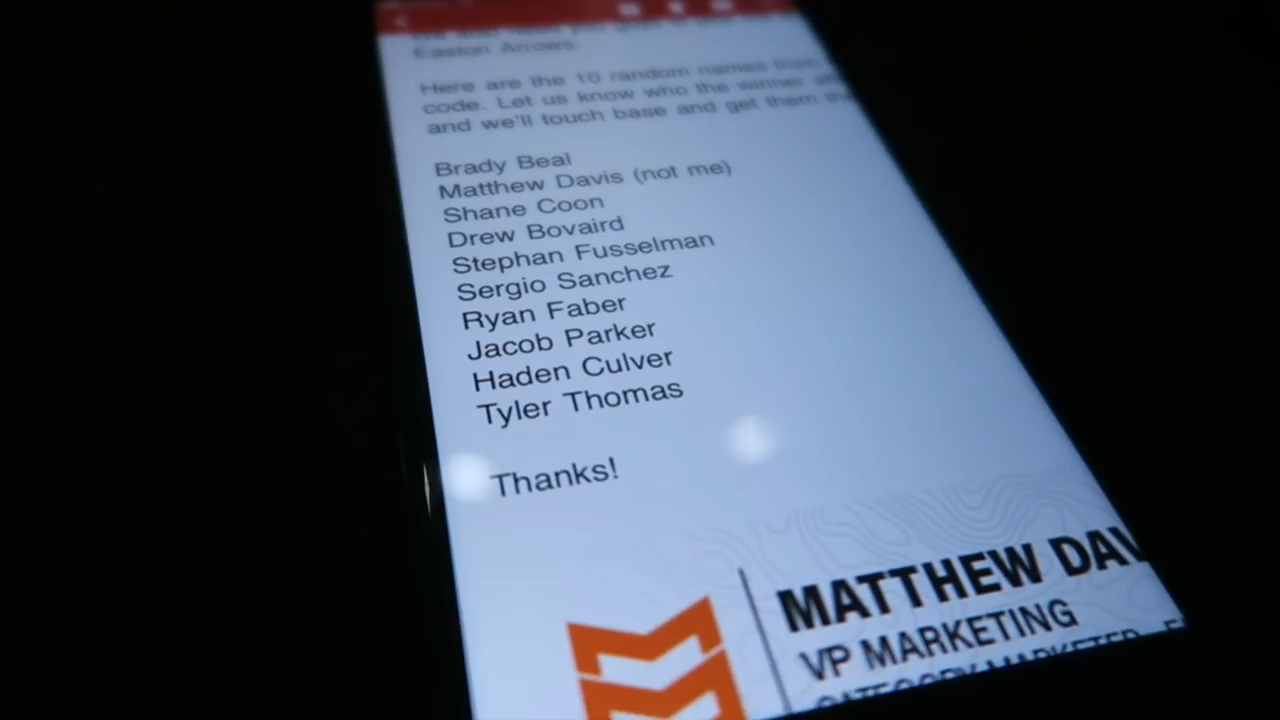 Easton Arrows.
Here are the 10 random names from
code. Let us know who the winner
and we'll touch base and get them
Brady Beal
Matthew Davis (not me)
Shane Coon
Drew Bovaird
Stephan Fusselman
Sergio Sanchez
Ryan Faber
Jacob Parker
Haden Culver
Tyler Thomas
Thanks!
MATTHEW DAV
VP MARKETING
CATEGORY MARKETER